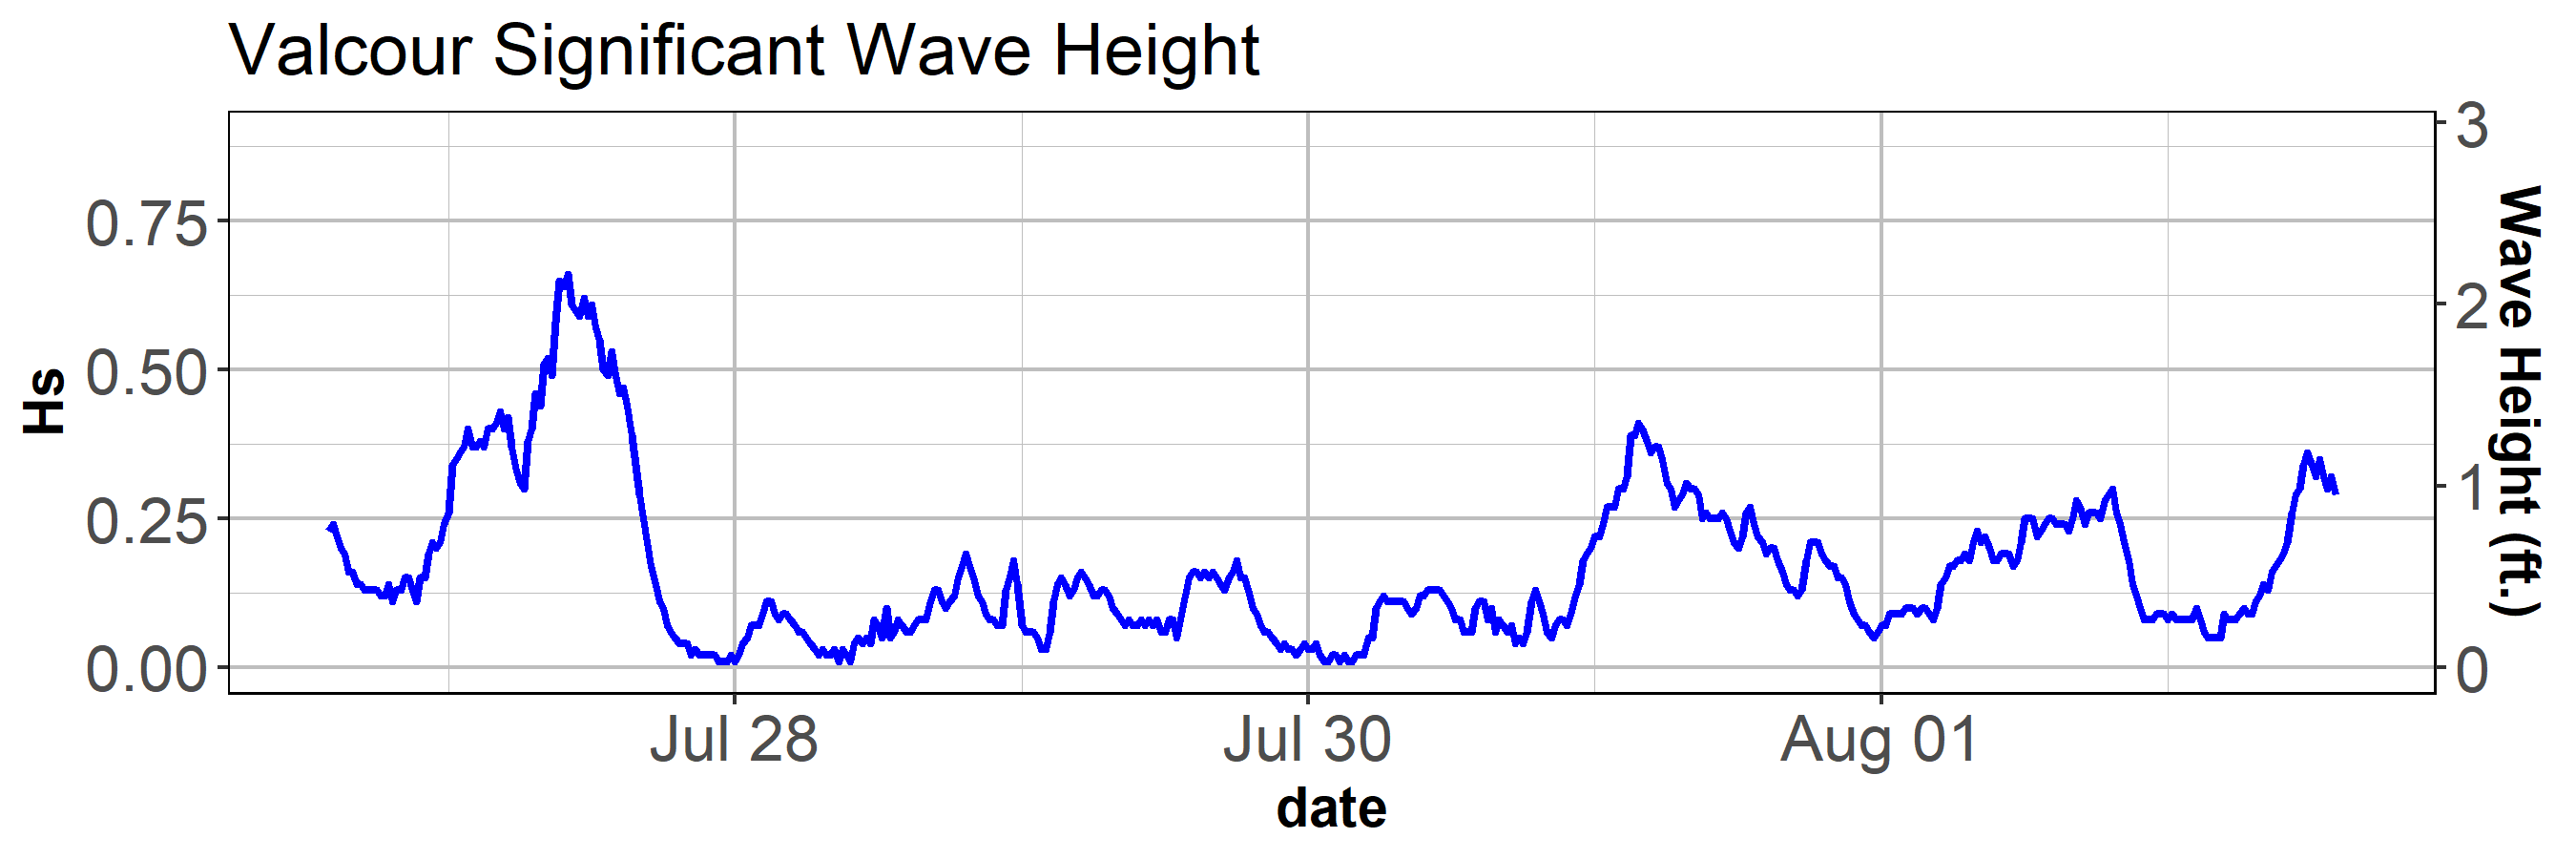 Valcour Significant Wave Height
Hs
0.75
0.50
0.25
0.00
3
2
1
0
Wave Height (ft.)
Jul 28
Jul 30
Aug 01
date